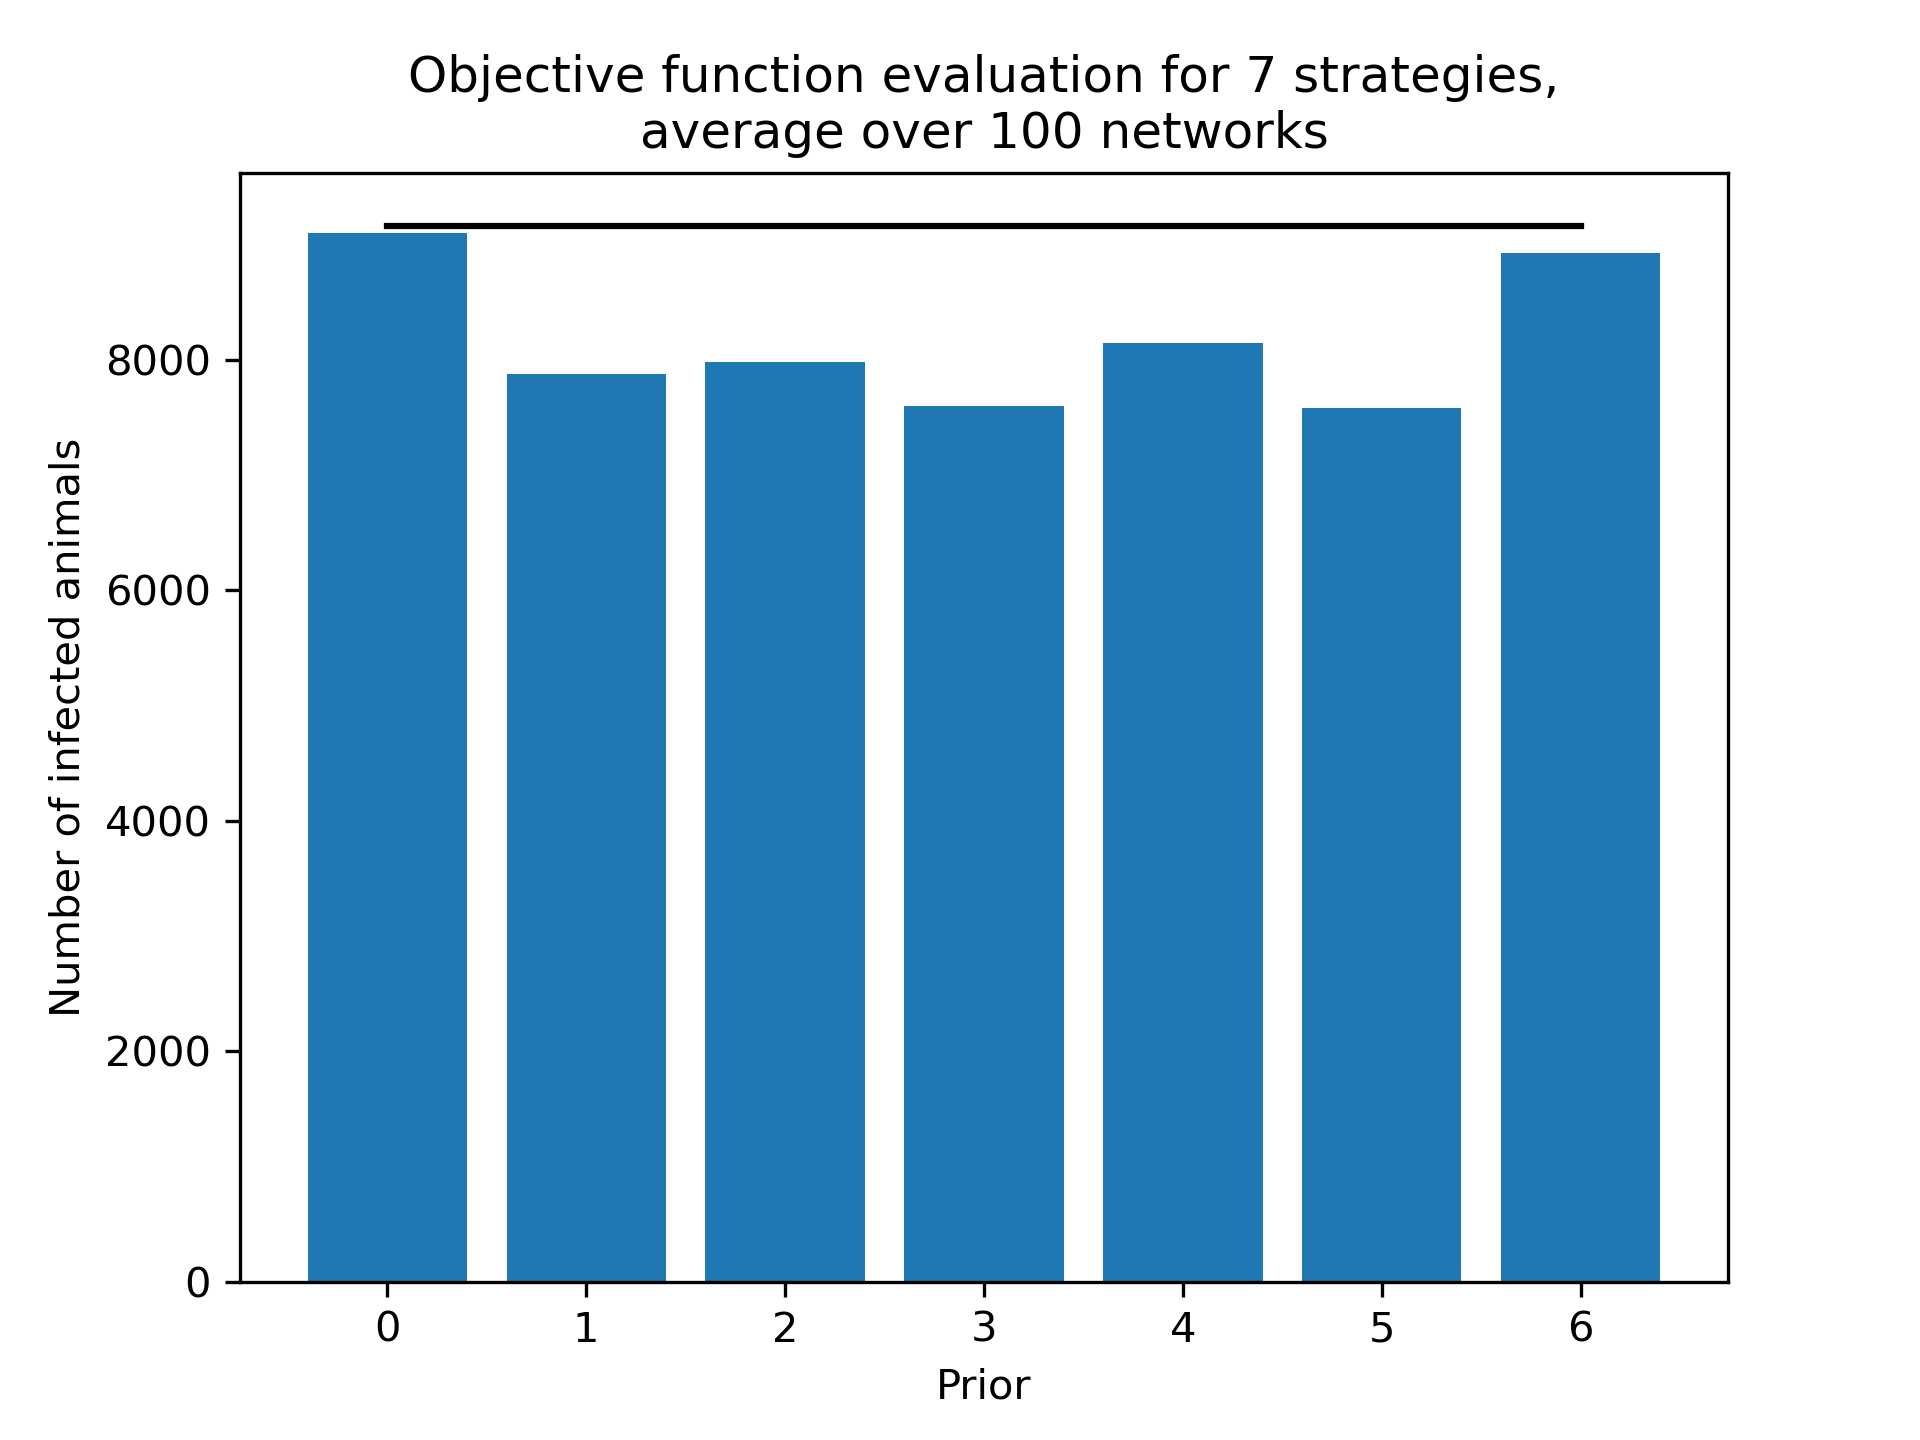 Objective function evaluation for 7 strategies,
average over 100 networks
Number of infected animals
8000
6000
4000
2000
0
0 1 2 3 4 5 6
Prior